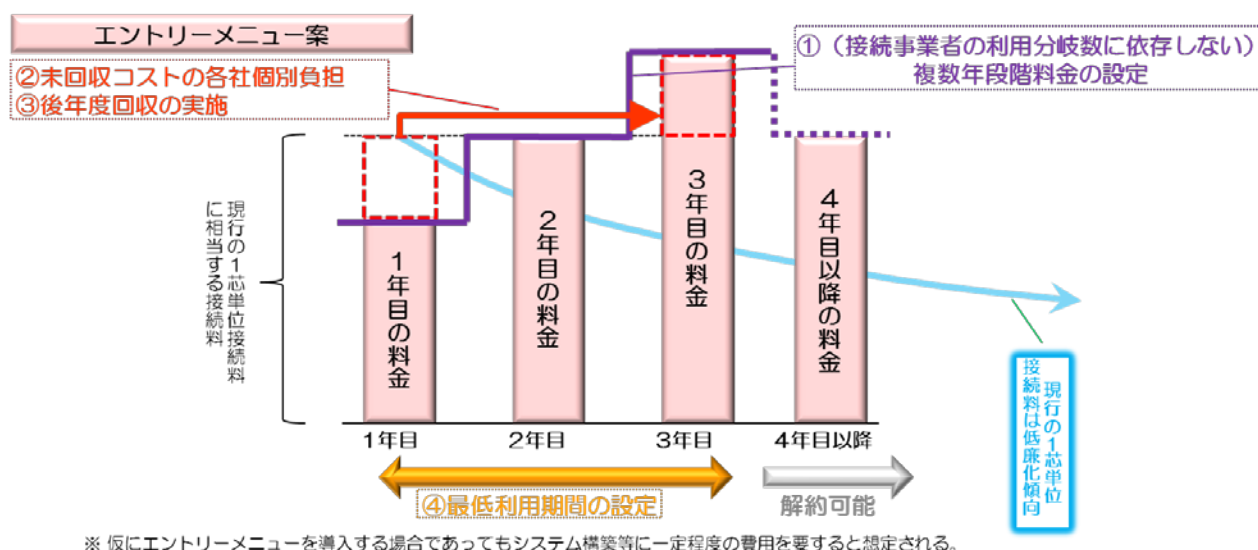 エントリーメニュー案
②未回収コストの各社個別負担
③後年度回収の実施
①（接続事業者の利用分岐数に依存しない）
複数年段階料金の設定
現行の1芯単位接続料
に相当する接続料
1年目の料金
2年目の料金
3年目の料金
4年目以降の料金
1年目
2年目
3年目
4年目以降
④最低利用期間の設定
解約可能
現行の1芯単位
接続料は低廉化傾向
※ 仮にエントリーメニューを導入する場合であってもシステム構築等に一定程度の費用を要すると想定される。